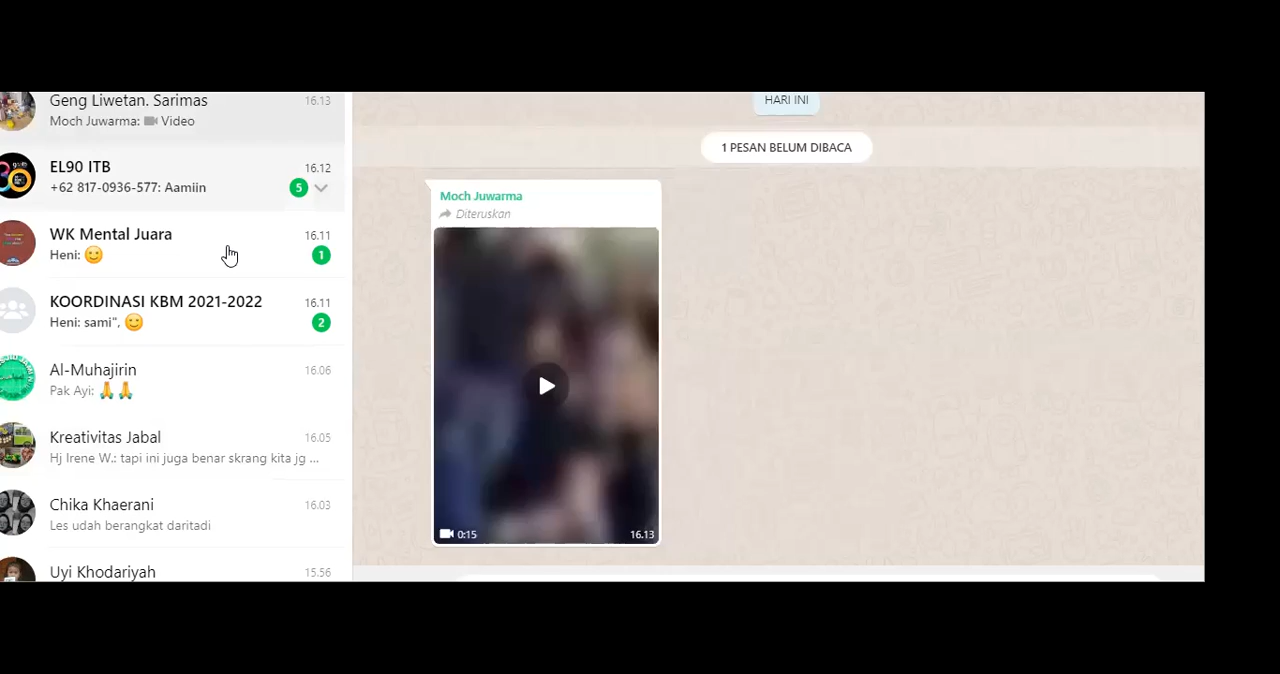 Geng Liwetan. Sarimas
16.13
Moch Juwarma: Video
EL90 ITB
16.12
+62 817-0936-577: Aamiin
5
WK Mental Juara
16.11
Heni: 😊
1
KOORDINASI KBM 2021-2022
16.11
Heni: sami", 😊
2
Al-Muhajirin
16.06
Pak Ayi: 🙏🙏
Kreativitas Jabal
16.05
Hj Irene W.: tapi ini juga benar skrang kita jg ...
Chika Khaerani
16.03
Les udah berangkat daritadi
Uyi Khodariyah
15.56
HARI INI
1 PESAN BELUM DIBACA
Moch Juwarma
Diteruskan
0:15
16.13